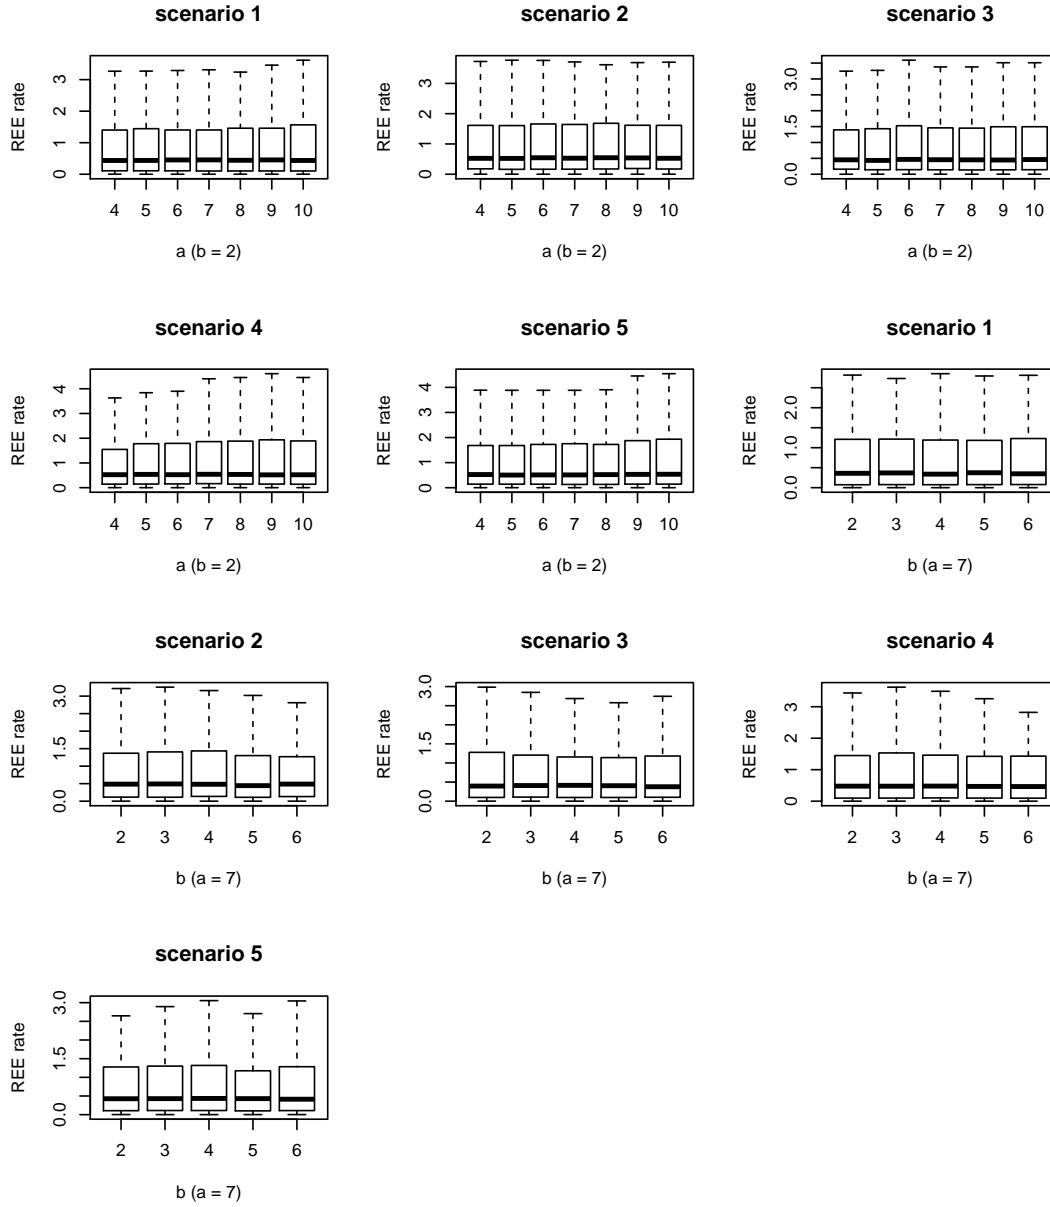 scenario 1
REE rate
3
2
1
0
4 5 6 7 8 9 10
a (b = 2)
scenario 2
REE rate
3
2
1
0
4 5 6 7 8 9 10
a (b = 2)
scenario 3
REE rate
3.0
1.5
0.0
4 5 6 7 8 9 10
a (b = 2)
scenario 4
REE rate
4
3
2
1
0
4 5 6 7 8 9 10
a (b = 2)
scenario 5
REE rate
4
3
2
1
0
4 5 6 7 8 9 10
a (b = 2)
scenario 1
REE rate
2.0
1.0
0.0
2 3 4 5 6
b (a = 7)
scenario 2
REE rate
3.0
1.5
0.0
2 3 4 5 6
b (a = 7)
scenario 3
REE rate
3.0
1.5
0.0
2 3 4 5 6
b (a = 7)
scenario 4
REE rate
3
2
1
0
2 3 4 5 6
b (a = 7)
scenario 5
REE rate
3.0
1.5
0.0
2 3 4 5 6
b (a = 7)